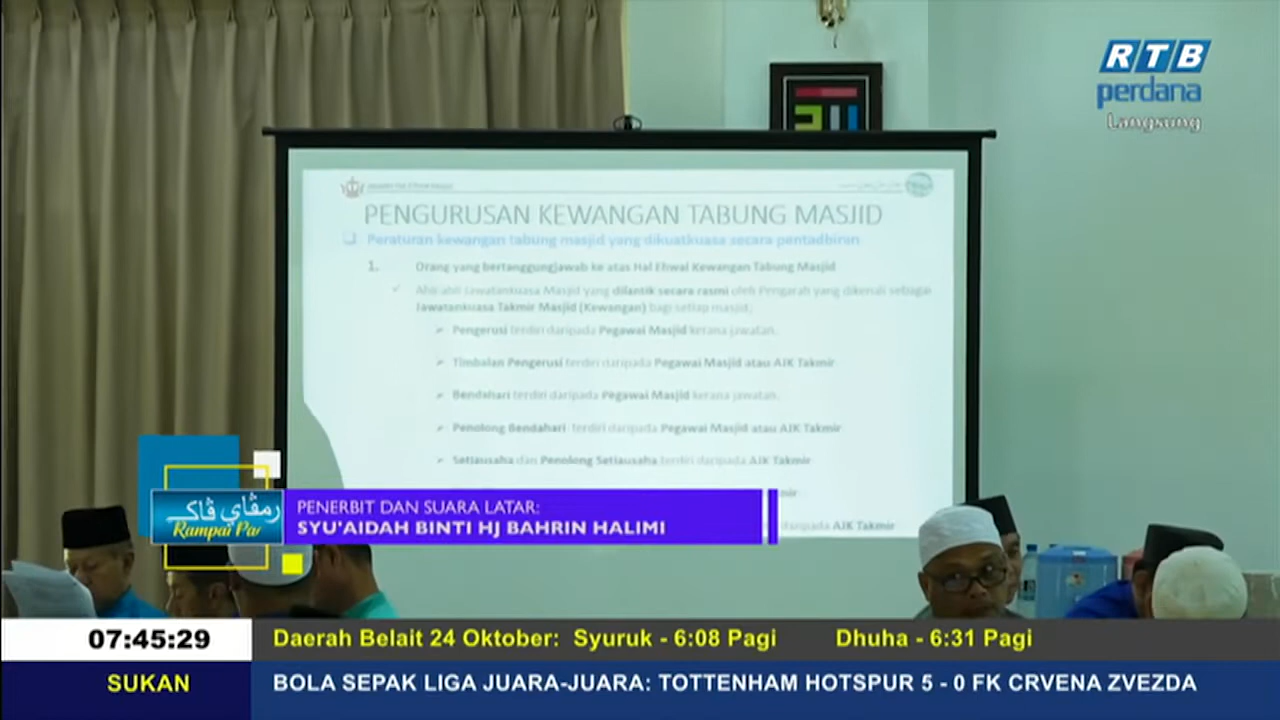 RTB
perdana
Langsung
PENGURUSAN KEWANGAN TABUNG MASJID
Peraturan kewangan tabung masjid yang dikuatkuasa secara pentadbiran
1. Orang yang bertanggungjawab ke atas Hal Ehwal Kewangan Tabung Masjid
Ahli-ahli Jawatankuasa Masjid yang dilantik secara rasmi oleh Pengarah yang dikenali sebagai
Jawatankuasa Takmir Masjid (Kewangan) bagi setiap masjid;
Pengerusi terdiri daripada Pegawai Masjid kerana jawatan.
Timbalan Pengerusi terdiri daripada Pegawai Masjid atau AJK Takmir
Bendahari terdiri daripada Pegawai Masjid kerana jawatan.
Penolong Bendahari terdiri daripada Pegawai Masjid atau AJK Takmir
Setiausaha dan Penolong Setiausaha terdiri daripada AJK Takmir
daripada AJK Takmir
رمڤاي ڤاݢ
Rampai Pa
PENERBIT DAN SUARA LATAR:
SYU'AIDAH BINTI HJ BAHRIN HALIMI
07:45:29 Daerah Belait 24 Oktober: Syuruk - 6:08 Pagi Dhuha - 6:31 Pagi
SUKAN BOLA SEPAK LIGA JUARA-JUARA: TOTTENHAM HOTSPUR 5 - 0 FK CRVENA ZVEZDA